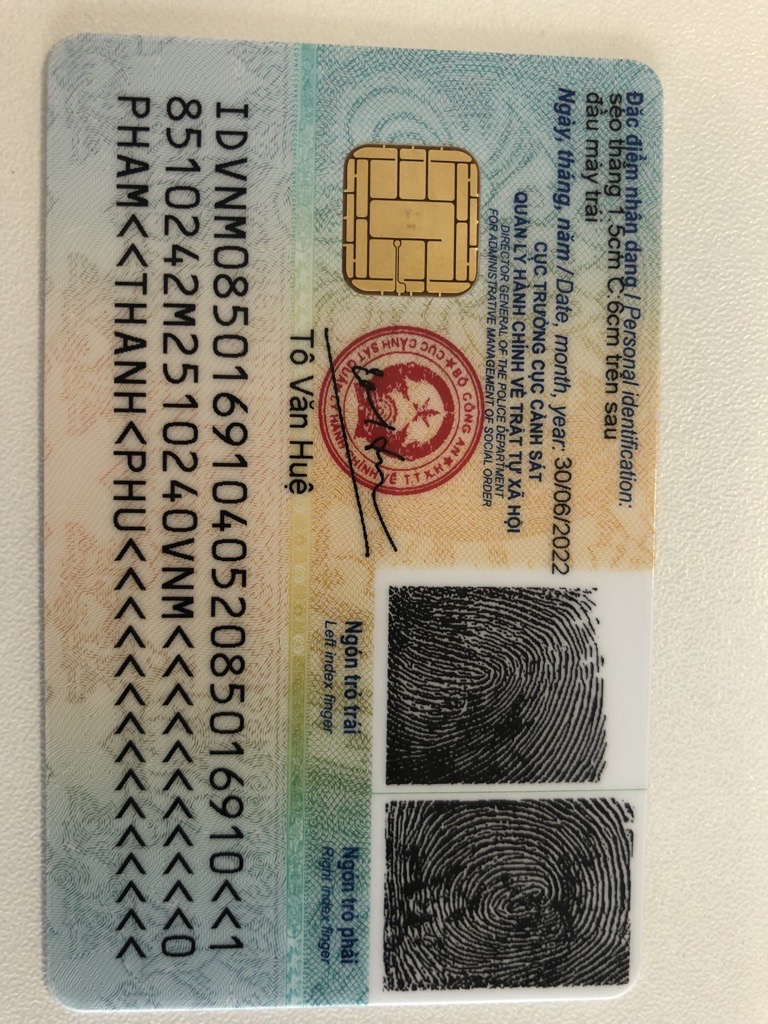 Đặc điểm nhận dạng / Personal identification:
sẹo thẳng 1.5cm C:6cm trên sau
đầu mày trái
Ngày, tháng, năm / Date, month, year: 30/06/2022
CỤC TRƯỞNG CỤC CẢNH SÁT
QUẢN LÝ HÀNH CHÍNH VỀ TRẬT TỰ XÃ HỘI
DIRECTOR GENERAL OF THE POLICE DEPARTMENT
FOR ADMINISTRATIVE MANAGEMENT OF SOCIAL ORDER
BỘ CÔNG AN
CỤC CẢNH SÁT QUẢN LÝ HÀNH CHÍNH VỀ TTXH
Tô Văn Huệ
Ngón trỏ trái
Left index finger
Ngón trỏ phải
Right index finger
IDVNM0850169104052085016910<<1
8510242M2510240VNM<<<<<<<<<<<0
PHAM<<THANH<PHU<<<<<<<<<<<<<<<